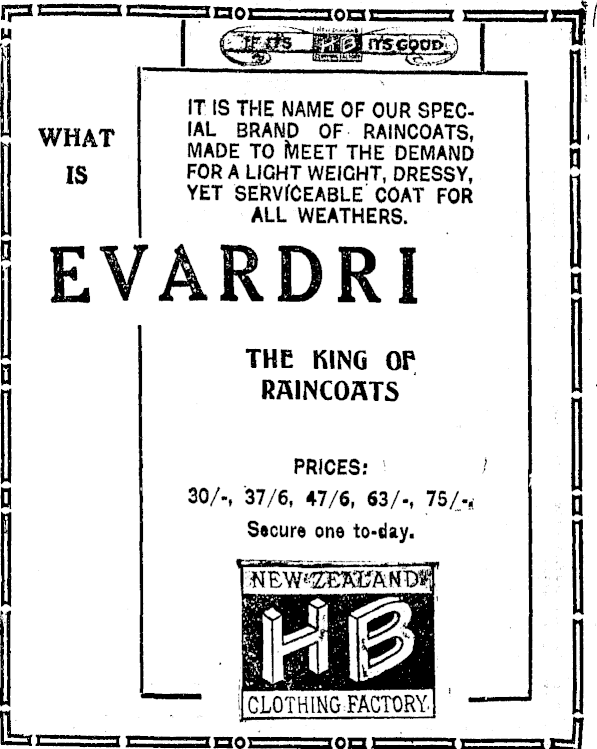 IF IT'S HB IT'S GOOD
WHAT
IS
IT IS THE NAME OF OUR SPEC-
IAL BRAND OF RAINCOATS,
MADE TO MEET THE DEMAND
FOR A LIGHT WEIGHT, DRESSY,
YET SERVICEABLE COAT FOR
ALL WEATHERS.
EVARDRI
THE KING OF
RAINCOATS
PRICES:
30/-, 37/6, 47/6, 63/-, 75/-.
Secure one to-day.
NEW ZEALAND
HB
CLOTHING FACTORY